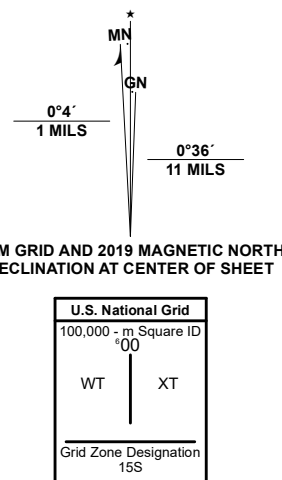 ★
MN
GN
0°4´
1 MILS
0°36´
11 MILS
M GRID AND 2019 MAGNETIC NORTH
ECLINATION AT CENTER OF SHEET
U.S. National Grid
100,000 - m Square ID
⁶00
WT XT
Grid Zone Designation
15S